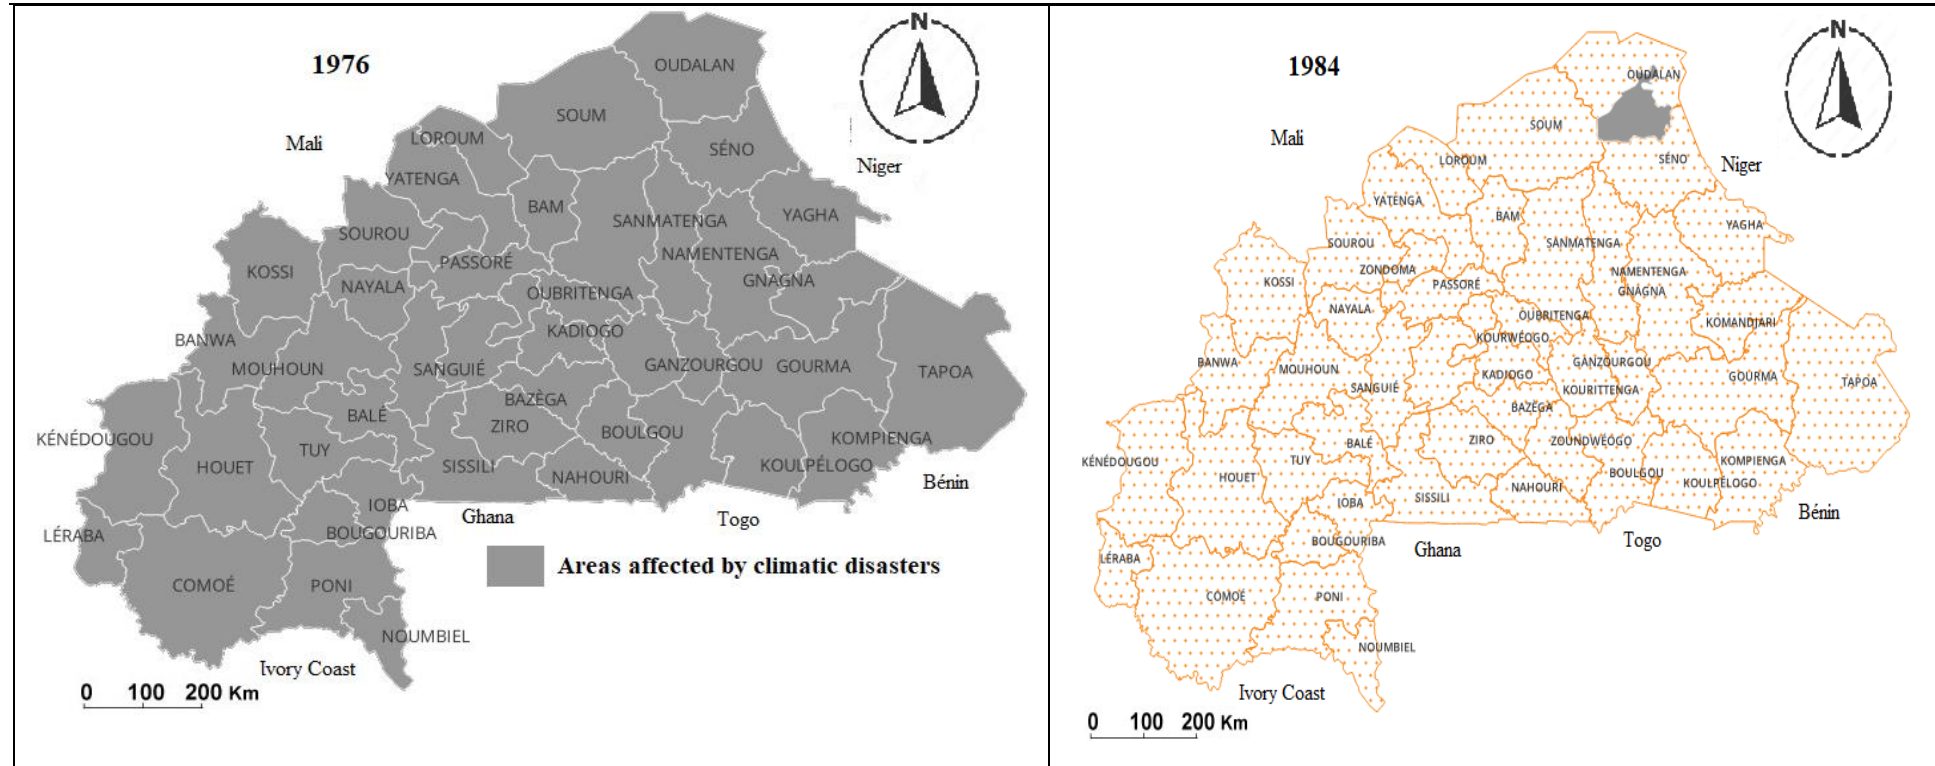 N
1976
OUDALAN
SOUM
Mali
LOROUM
SÉNO
Niger
YATENGA
BAM
SANMATENGA
YAGHA
SOUROU
NAMENTENGA
PASSORÉ
KOSSI
GNAGNA
NAYALA
OUBRITENGA
KADIOGO
BANWA
MOUHOUN
SANGUIÉ
GANZOURGOU
GOURMA
TAPOA
BAZÈGA
BALÉ
ZIRO
KÉNÉDOUGOU
BOULGOU
KOMPIENGA
TUY
HOUET
SISSILI
KOULPÉLOGO
NAHOURI
Bénin
IOBA
Ghana
Togo
LÉRABA
BOUGOURIBA
Areas affected by climatic disasters
COMOÉ
PONI
NOUMBIEL
Ivory Coast
0 100 200 Km
N
1984
OUDALAN
SOUM
Mali
LOROUM
SÉNO
Niger
YATENGA
BAM
YAGHA
SOUROU
SANMATENGA
ZONDOMA
NAMENTENGA
KOSSI
PASSORÉ
GNAGNA
NAYALA
OUBRITENGA
KOMANDJARI
KOURWÉOGO
BANWA
GANZOURGOU
MOUHOUN
KADIOGO
GOURMA
TAPOA
SANGUIÉ
KOURITTENGA
BAZÈGA
BALÉ
ZIRO
ZOUNDWÉOGO
KÉNÉDOUGOU
TUY
KOMPIENGA
HOUET
BOULGOU
KOULPÉLOGO
NAHOURI
SISSILI
IOBA
Bénin
BOUGOURIBA
Togo
Ghana
LÉRABA
COMOÉ
PONI
NOUMBIEL
Ivory Coast
0 100 200 Km